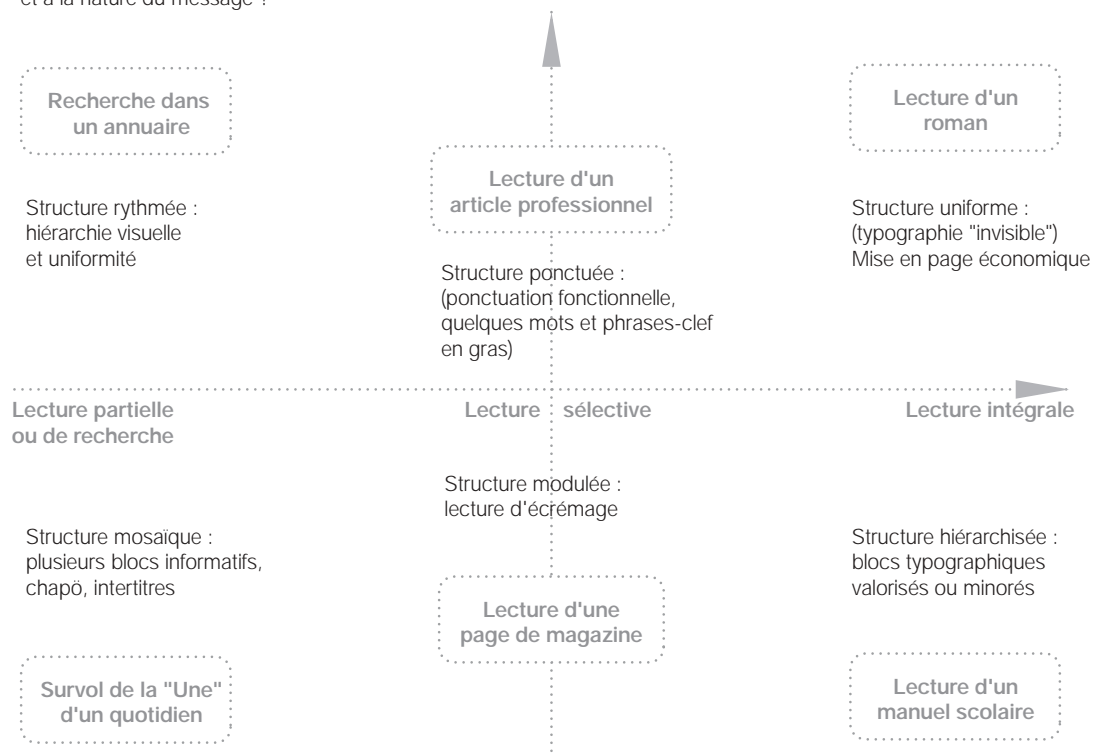 et à la nature du message ?
Recherche dans
un annuaire
Lecture d'un
roman
Lecture d'un
article professionnel
Structure rythmée :
hiérarchie visuelle
et uniformité
Structure uniforme :
(typographie "invisible")
Mise en page économique
Structure ponctuée :
(ponctuation fonctionnelle,
quelques mots et phrases-clef
en gras)
Lecture partielle
ou de recherche
Lecture sélective
Lecture intégrale
Structure modulée :
lecture d'écrémage
Structure mosaïque :
plusieurs blocs informatifs,
chapö, intertitres
Structure hiérarchisée :
blocs typographiques
valorisés ou minorés
Lecture d'une
page de magazine
Survol de la "Une"
d'un quotidien
Lecture d'un
manuel scolaire